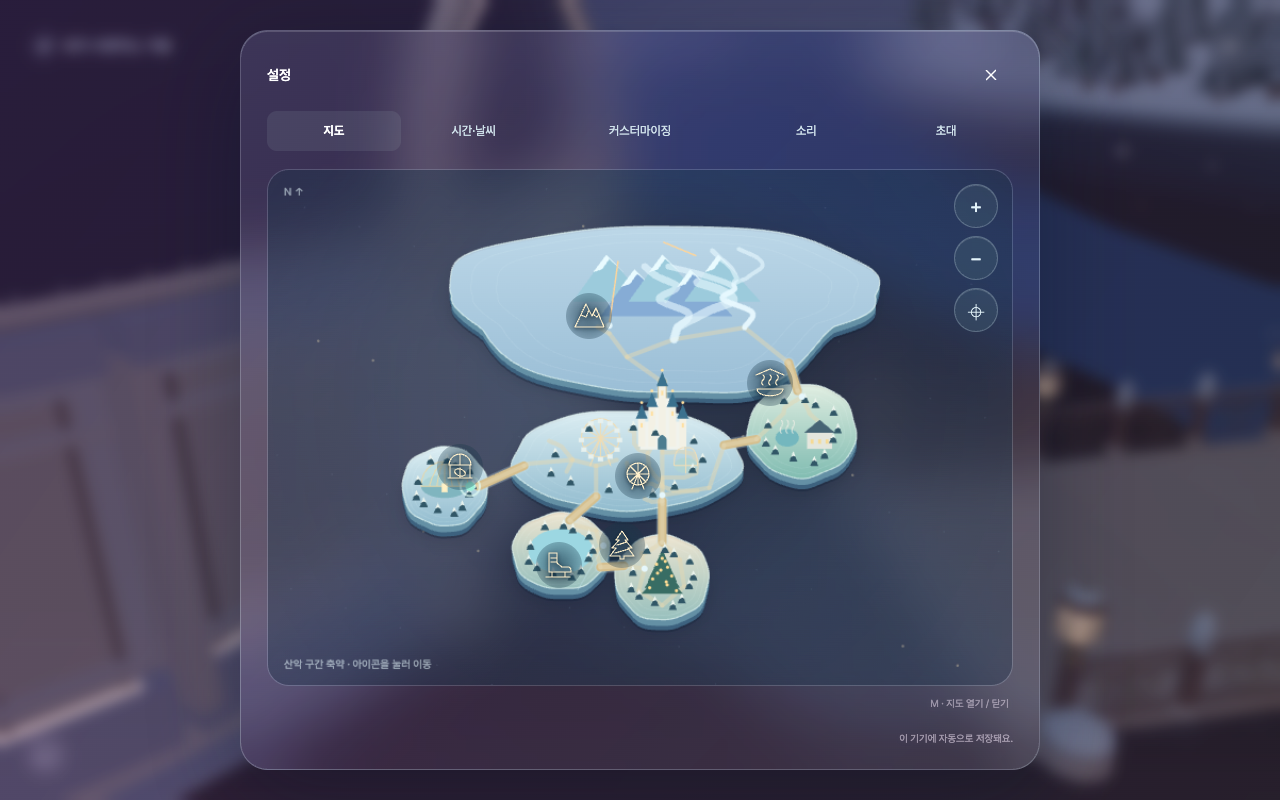 설정
지도
시간·날씨
커스터마이징
소리
초대
N ↑
+
−
산악 구간 축약 · 아이콘을 눌러 이동
M · 지도 열기 / 닫기
이 기기에 자동으로 저장돼요.